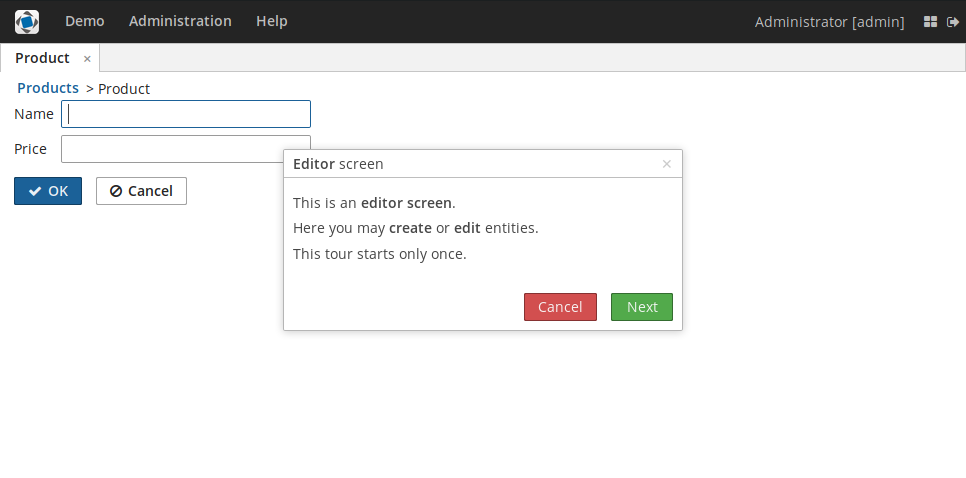 Demo Administration Help Administrator [admin]
Product ×
Products > Product
Name
Price
Editor screen ×
This is an editor screen.
Here you may create or edit entities.
This tour starts only once.
OK Cancel
Cancel Next